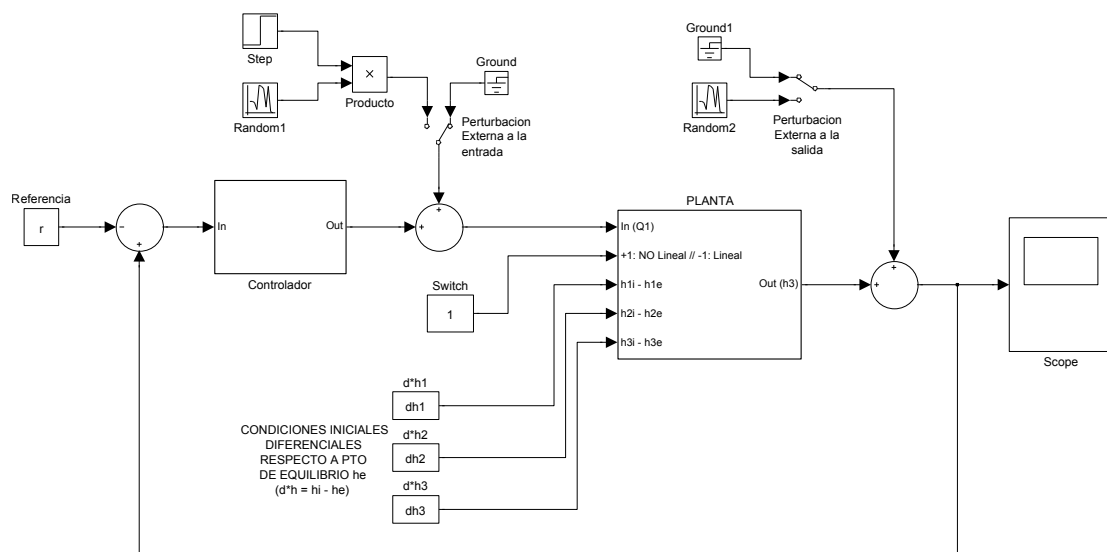 Step
×
Producto
Random1
Ground
Perturbacion
Externa a la
entrada
Ground1
Random2
Perturbacion
Externa a la
salida
Referencia
r
−
+
In
Out
Controlador
+
+
PLANTA
In (Q1)
+1: NO Lineal // -1: Lineal
h1i - h1e
h2i - h2e
h3i - h3e
Out (h3)
+
+
Scope
Switch
1
d*h1
dh1
d*h2
dh2
d*h3
dh3
CONDICIONES INICIALES
DIFERENCIALES
RESPECTO A PTO
DE EQUILIBRIO he
(d*h = hi - he)